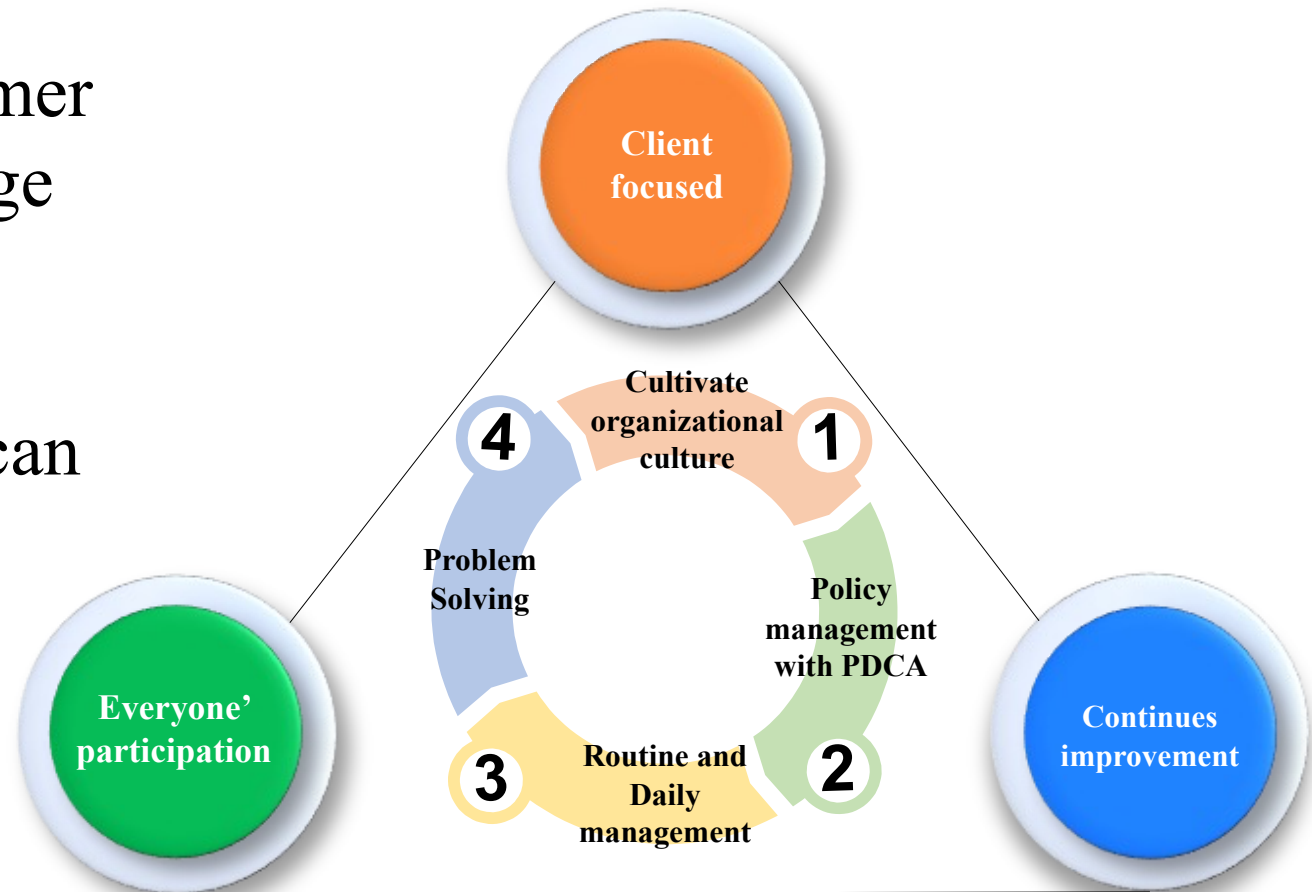 mer
ge
can
Client
focused
Cultivate
organizational
culture
1
4
Problem
Solving
Policy
management
with PDCA
Everyone’
participation
Continues
improvement
3
Routine and
Daily
management
2